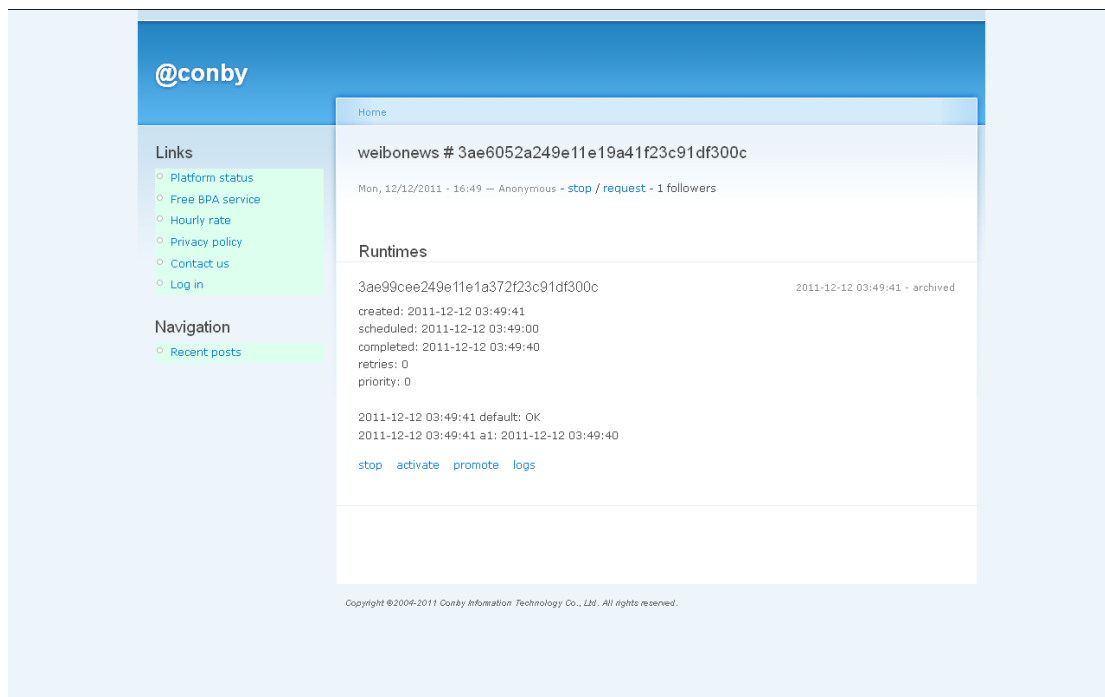 @conby
Home
Links
Platform status
Free BPA service
Hourly rate
Privacy policy
Contact us
Log in
Navigation
Recent posts
weibonews # 3ae6052a249e11e19a41f23c91df300c
Mon, 12/12/2011 - 16:49 — Anonymous - stop / request - 1 followers
Runtimes
3ae99cee249e11e1a372f23c91df300c 2011-12-12 03:49:41 - archived
created: 2011-12-12 03:49:41
scheduled: 2011-12-12 03:49:00
completed: 2011-12-12 03:49:40
retries: 0
priority: 0
2011-12-12 03:49:41 default: OK
2011-12-12 03:49:41 a1: 2011-12-12 03:49:40
stop activate promote logs
Copyright ©2004-2011 Conby Information Technology Co., Ltd. All rights reserved.